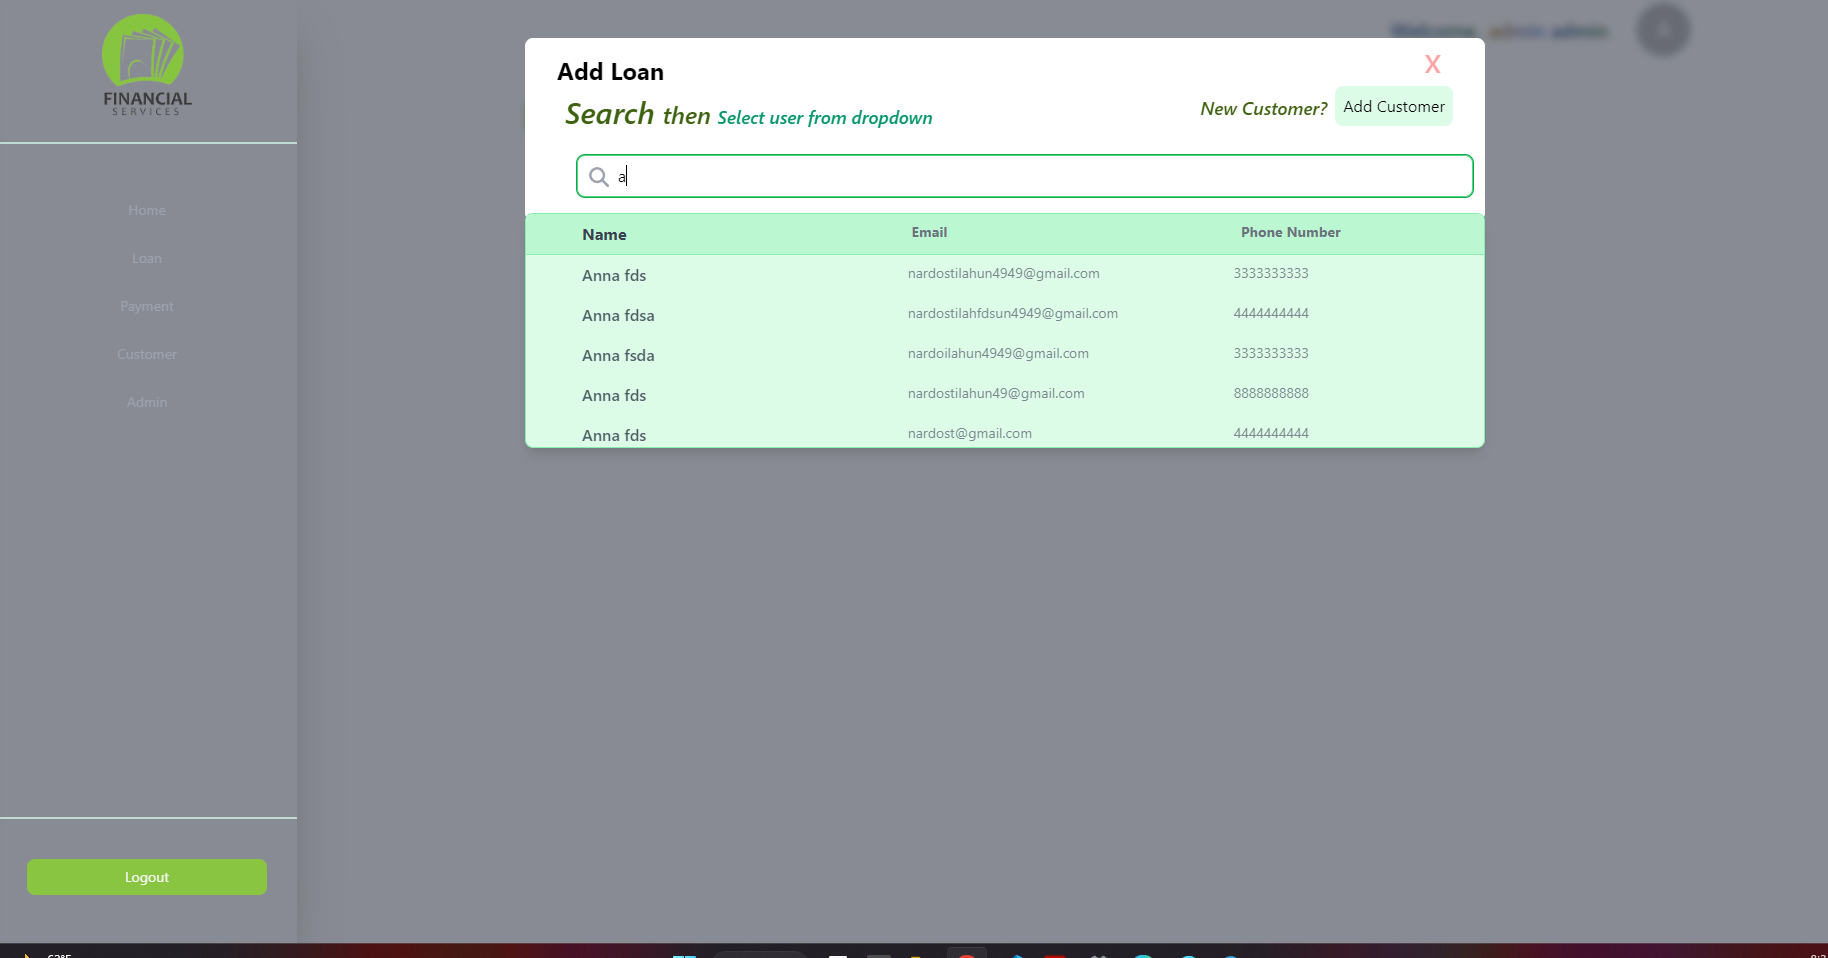 FINANCIAL
SERVICES
Home
Loan
Payment
Customer
Admin
Logout
Welcome, admin admin
Add Loan
X
Search then Select user from dropdown
New Customer? Add Customer
a
Name Email Phone Number
Anna fds nardostilahun4949@gmail.com 3333333333
Anna fdsa nardostilahfdsun4949@gmail.com 4444444444
Anna fsda nardoilahun4949@gmail.com 3333333333
Anna fds nardostilahun49@gmail.com 8888888888
Anna fds nardost@gmail.com 4444444444